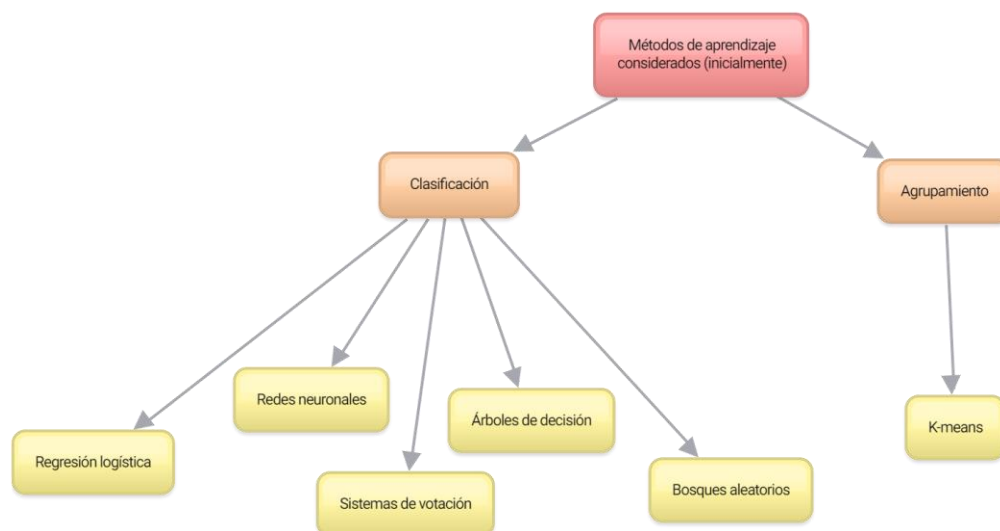 Métodos de aprendizaje
considerados (inicialmente)
Clasificación
Agrupamiento
Redes neuronales
Árboles de decisión
K-means
Regresión logística
Sistemas de votación
Bosques aleatorios